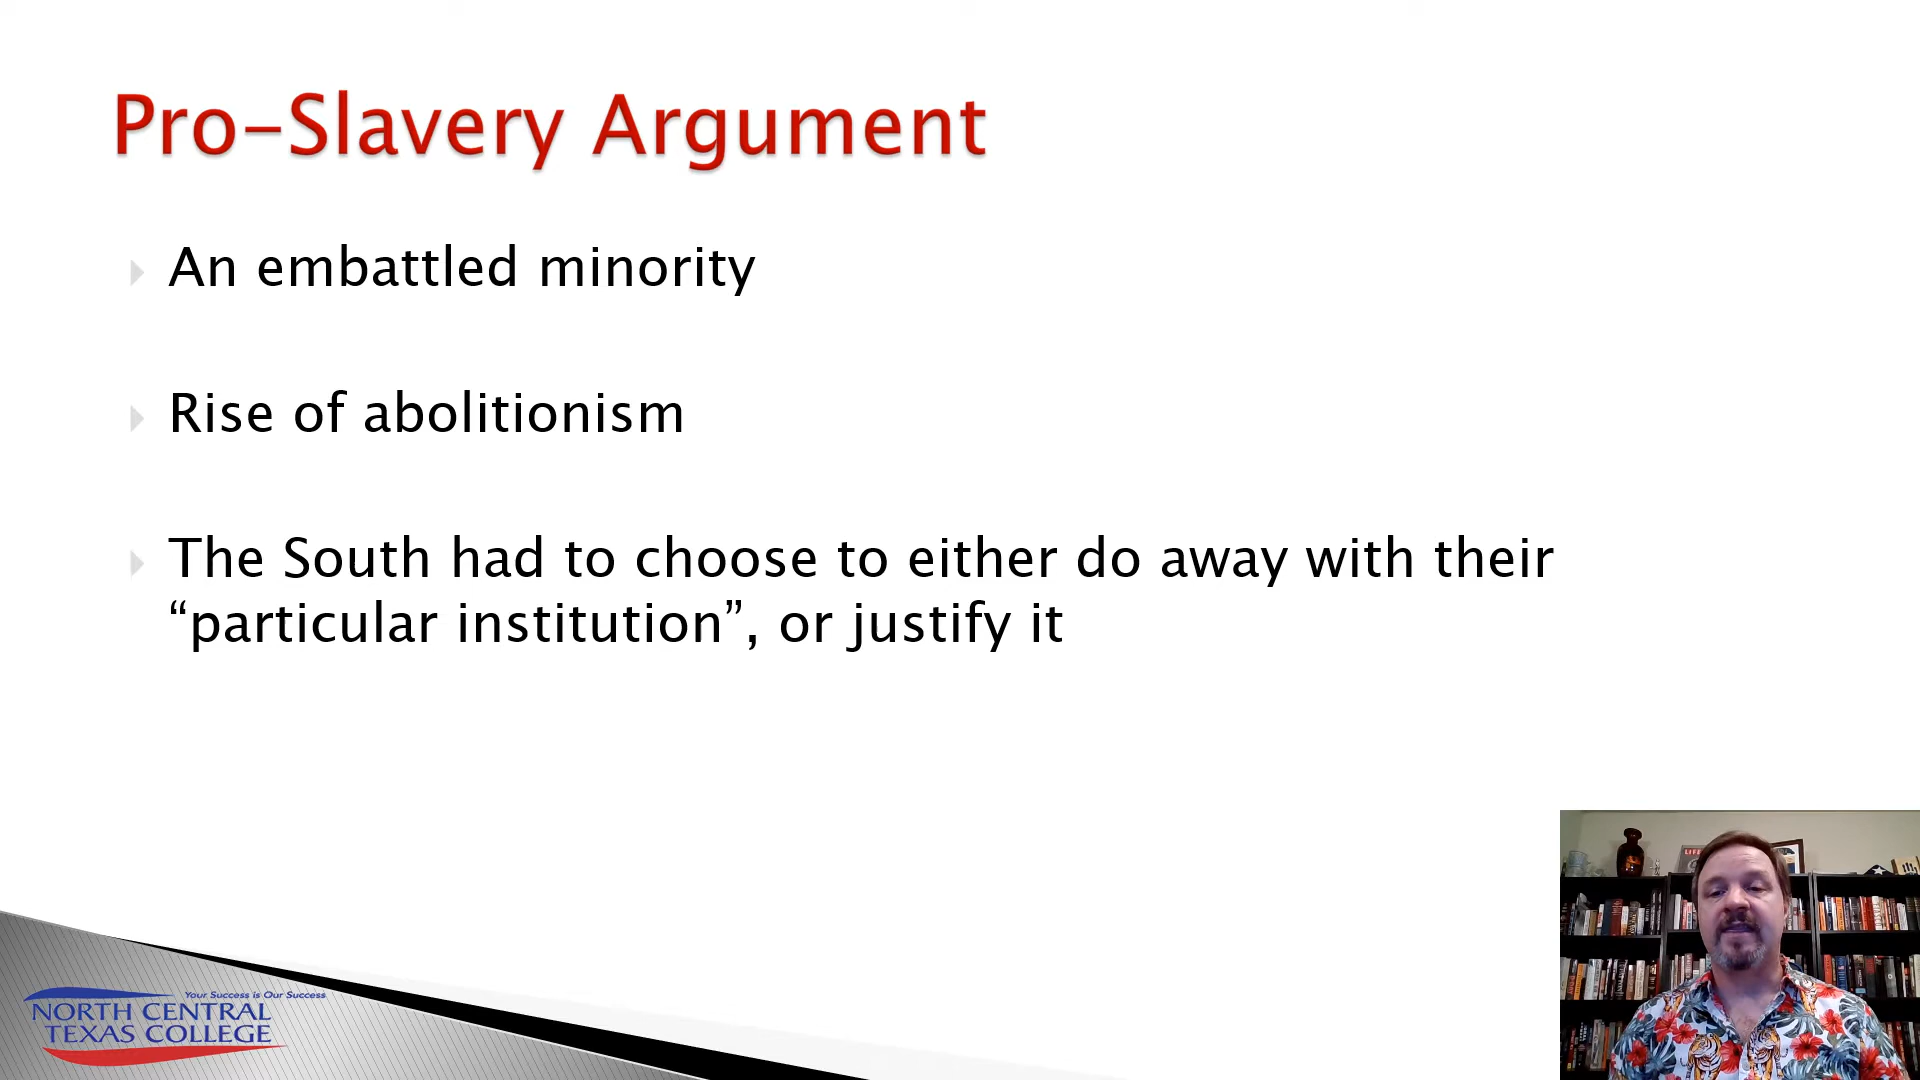 Pro-Slavery Argument
An embattled minority
Rise of abolitionism
The South had to choose to either do away with their
“particular institution”, or justify it
Your Success is Our Success
NORTH CENTRAL
TEXAS COLLEGE